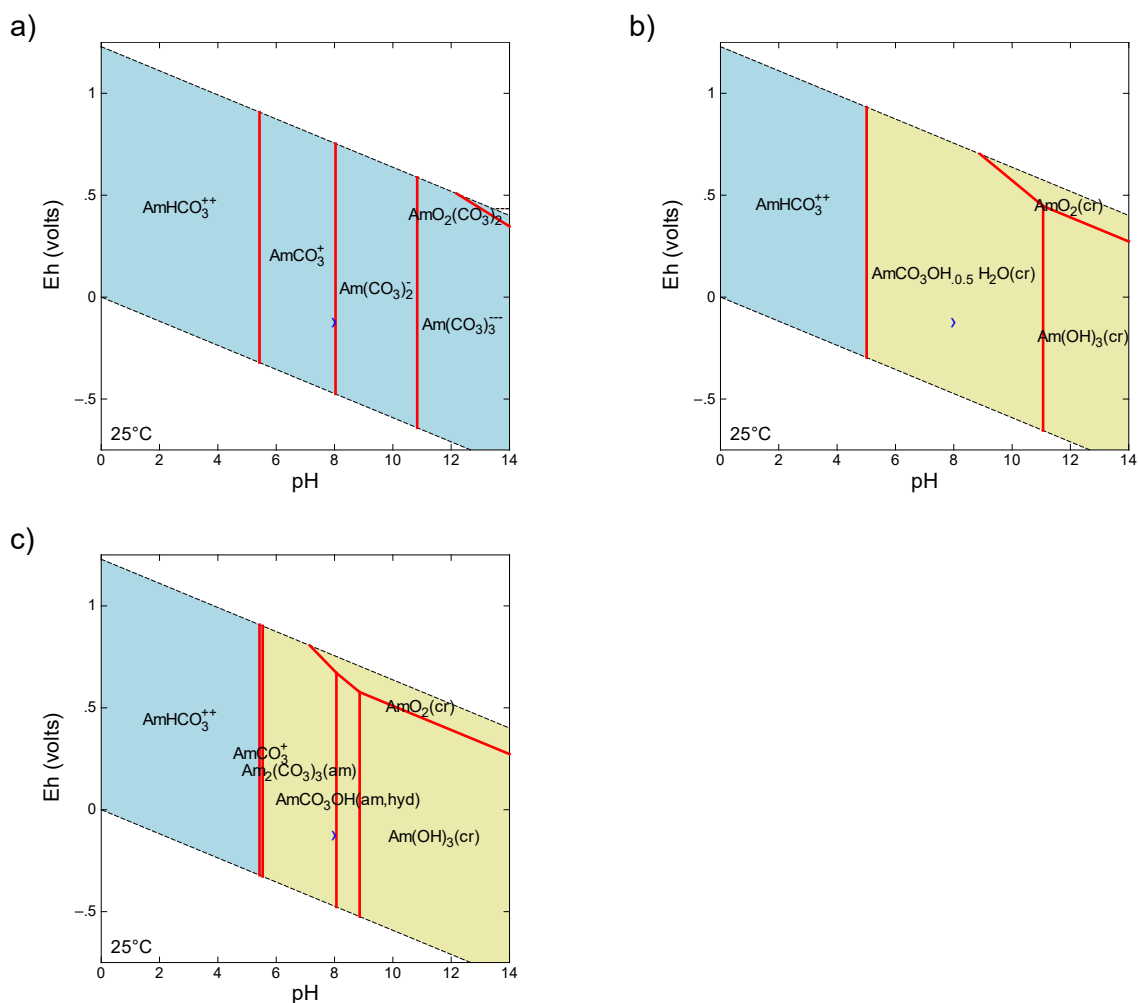 a)
Eh (volts)
1
.5
0
–.5
AmHCO₃⁺⁺
AmCO₃⁺
Am(CO₃)₂⁻
Am(CO₃)₃⁻⁻⁻
AmO₂(CO₃)₂⁻⁻⁻
25°C
0 2 4 6 8 10 12 14
pH
b)
Eh (volts)
1
.5
0
–.5
AmHCO₃⁺⁺
AmO₂(cr)
AmCO₃OH.0.5 H₂O(cr)
Am(OH)₃(cr)
25°C
0 2 4 6 8 10 12 14
pH
c)
Eh (volts)
1
.5
0
–.5
AmHCO₃⁺⁺
AmO₂(cr)
AmCO₃⁺
Am₂(CO₃)₃(am)
AmCO₃OH(am,hyd)
Am(OH)₃(cr)
25°C
0 2 4 6 8 10 12 14
pH